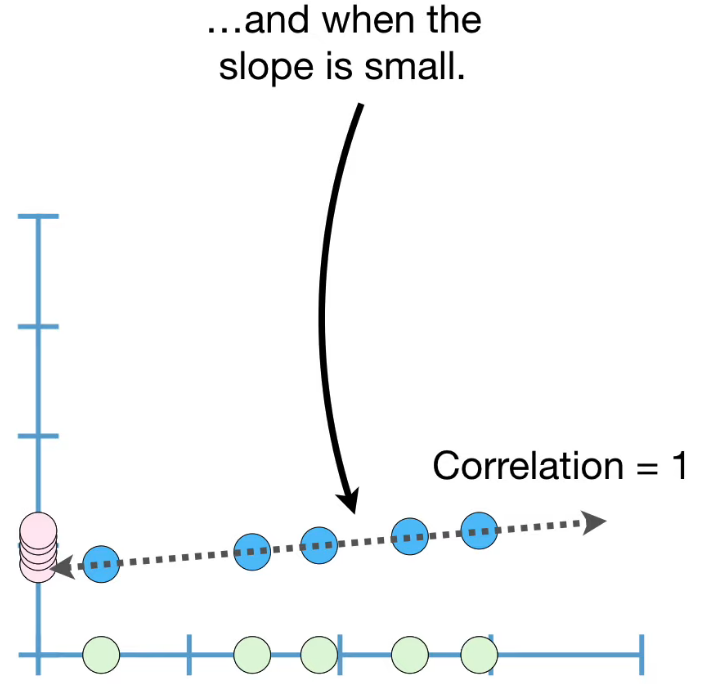 …and when the
slope is small.
Correlation = 1